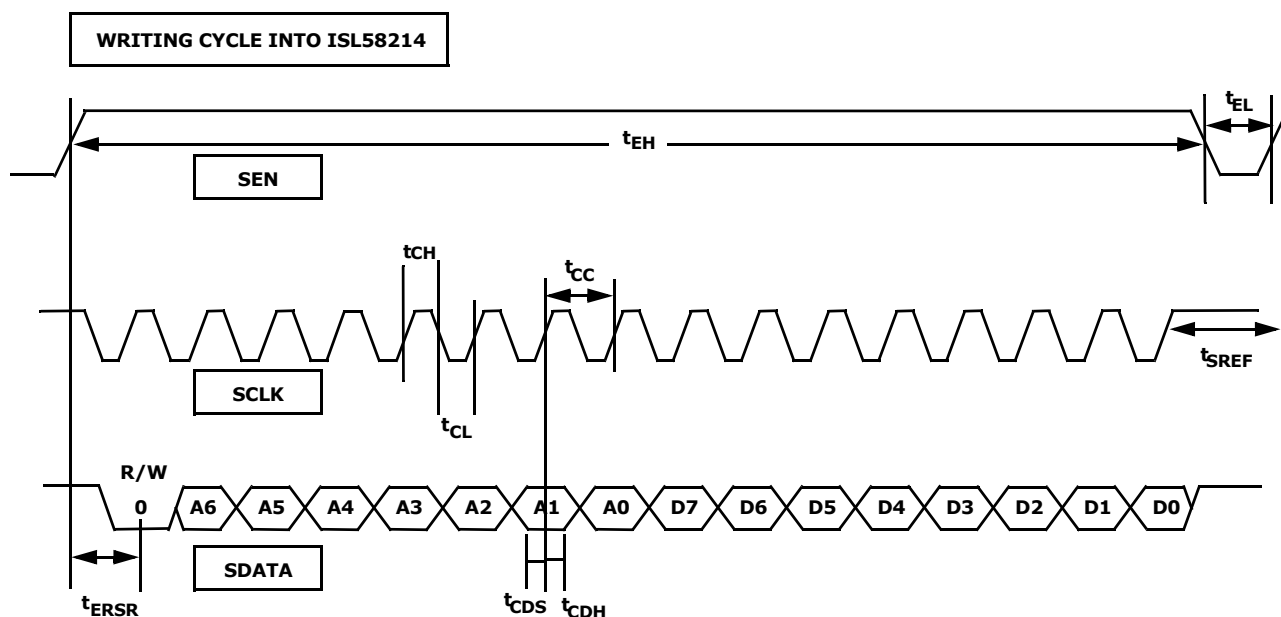 WRITING CYCLE INTO ISL58214
tEL
tEH
SEN
tCH
tCC
tSREF
SCLK
tCL
R/W
0 A6 A5 A4 A3 A2 A1 A0 D7 D6 D5 D4 D3 D2 D1 D0
SDATA
tERSR
tCDS tCDH